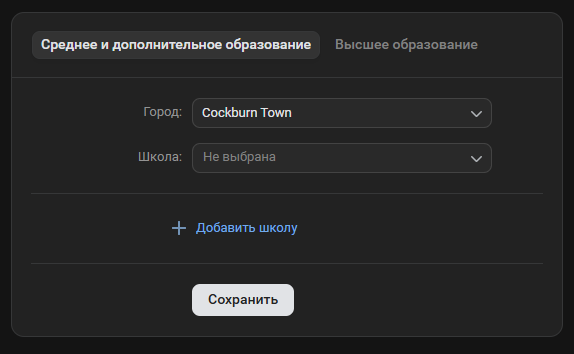 Среднее и дополнительное образование Высшее образование
Город: Cockburn Town
Школа: Не выбрана
Добавить школу
Сохранить